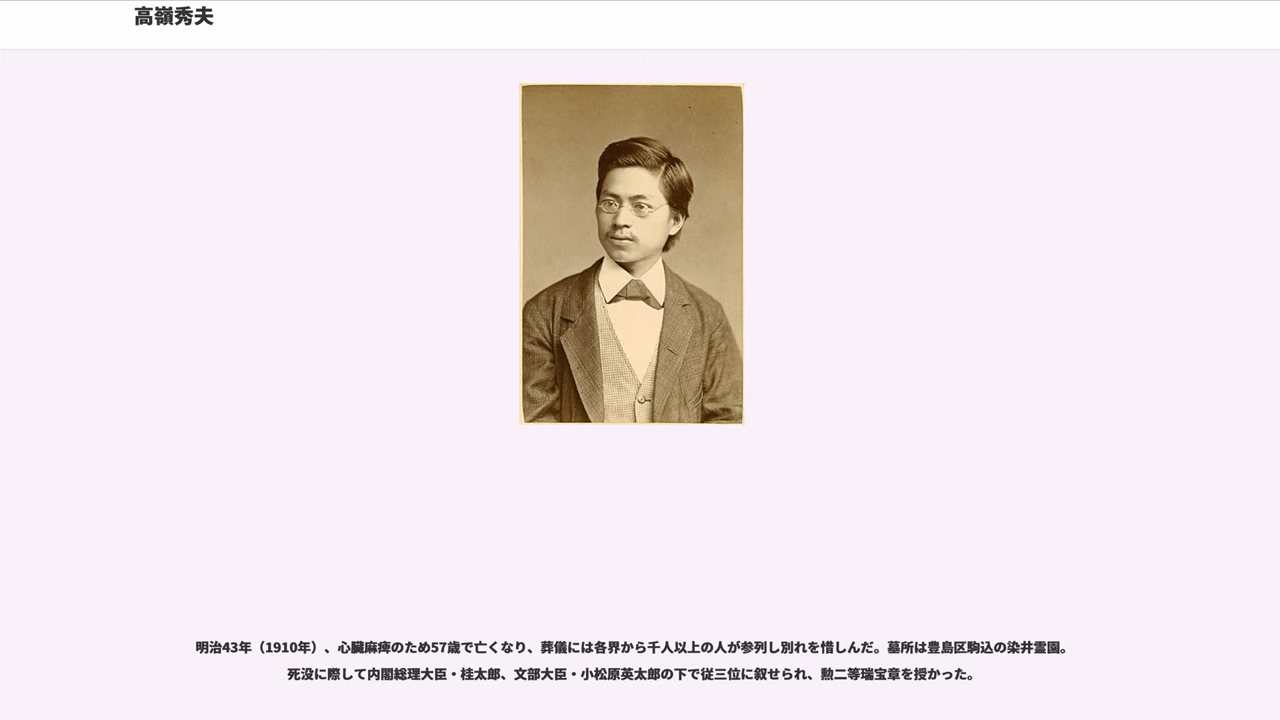 高嶺秀夫
明治43年（1910年）、心臓麻痺のため57歳で亡くなり、葬儀には各界から千人以上の人が参列し別れを惜しんだ。墓所は豊島区駒込の染井霊園。
死没に際して内閣総理大臣・桂太郎、文部大臣・小松原英太郎の下で従三位に叙せられ、勲二等瑞宝章を授かった。